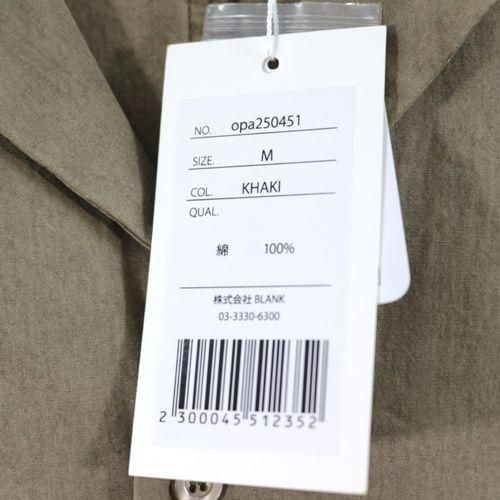 NO. opa250451
SIZE. M
COL. KHAKI
QUAL.
綿 100%
株式会社 BLANK
03-3330-6300
2 300045 512352